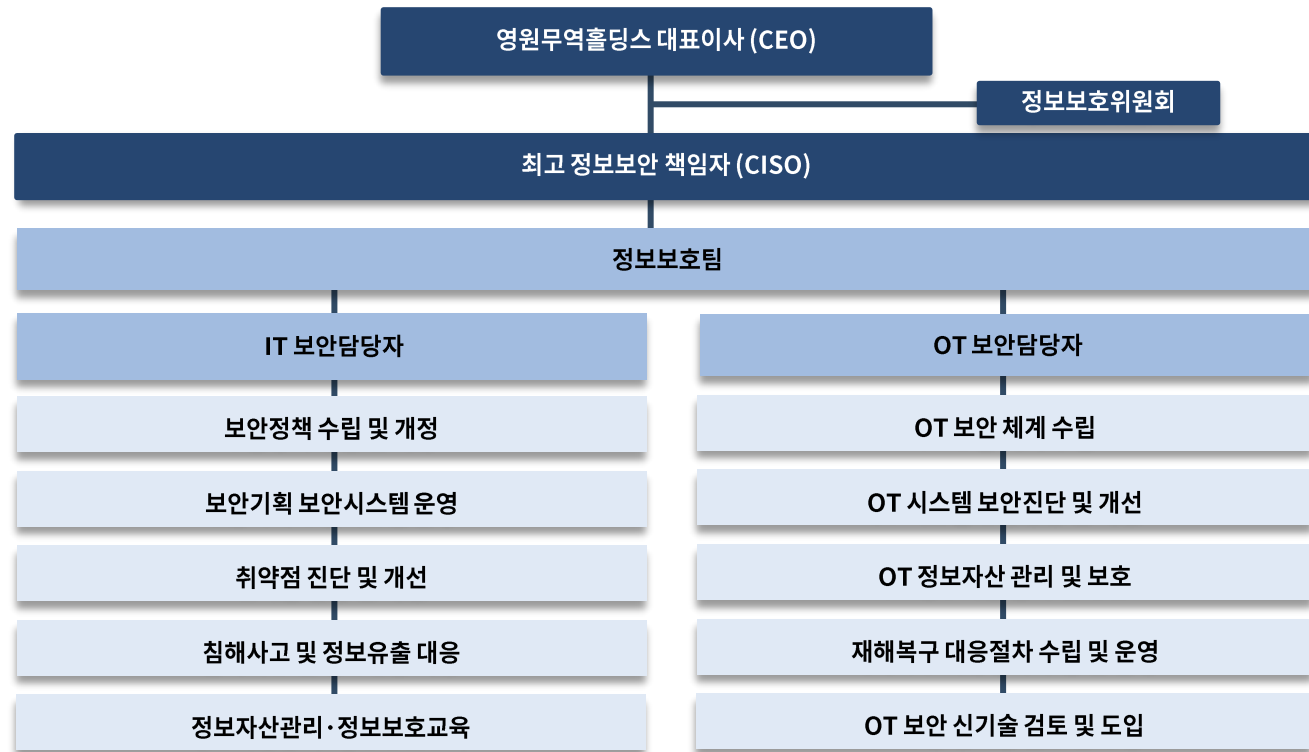 영원무역홀딩스 대표이사 (CEO)
정보보호위원회
최고 정보보안 책임자 (CISO)
정보보호팀
IT 보안담당자
보안정책 수립 및 개정
보안기획 보안시스템 운영
취약점 진단 및 개선
침해사고 및 정보유출 대응
정보자산관리·정보보호교육
OT 보안담당자
OT 보안 체계 수립
OT 시스템 보안진단 및 개선
OT 정보자산 관리 및 보호
재해복구 대응절차 수립 및 운영
OT 보안 신기술 검토 및 도입